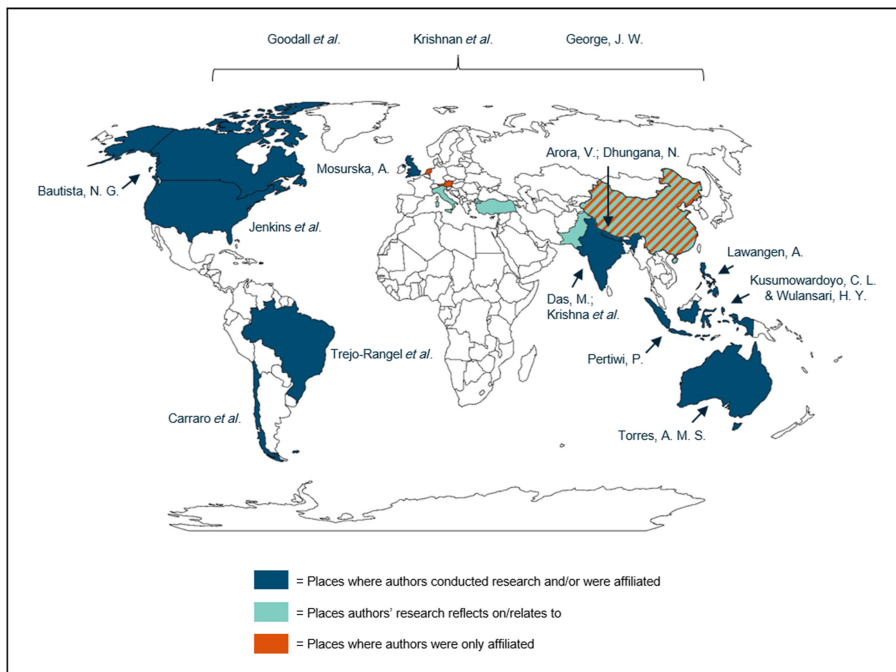 Goodall et al. Krishnan et al. George, J. W.
Mosurska, A.
Arora, V.; Dhungana, N.
Bautista, N. G.
Jenkins et al.
Lawangen, A.
Das, M.;
Krishna et al.
Kusumowardoyo, C. L.
& Wulansari, H. Y.
Trejo-Rangel et al.
Pertiwi, P.
Carraro et al.
Torres, A. M. S.
= Places where authors conducted research and/or were affiliated
= Places authors’ research reflects on/relates to
= Places where authors were only affiliated